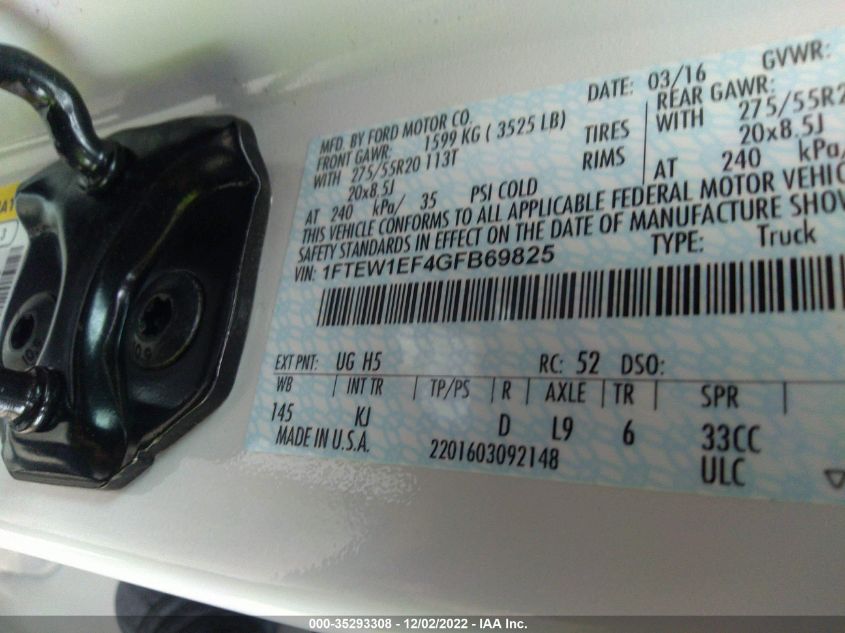 DATE: 03/16 GVWR:
MFD. BY FORD MOTOR CO.
FRONT GAWR: 1599 KG ( 3525 LB) REAR GAWR:
WITH 275/55R20 113T TIRES WITH 275/55R2
20x8.5J RIMS 20x8.5J
AT 240 kPa/ 35 PSI COLD AT 240 kPa/
THIS VEHICLE CONFORMS TO ALL APPLICABLE FEDERAL MOTOR VEHIC
SAFETY STANDARDS IN EFFECT ON THE DATE OF MANUFACTURE SHOW
VIN: 1FTEW1EF4GFB69825 TYPE: Truck
EXT PNT: UG H5 RC: 52 DSO:
WB | INT TR | TP/PS | R | AXLE | TR | SPR
145 KJ D L9 6 33CC
MADE IN U.S.A. 2201603092148 ULC
000-35293308 - 12/02/2022 - IAA Inc.